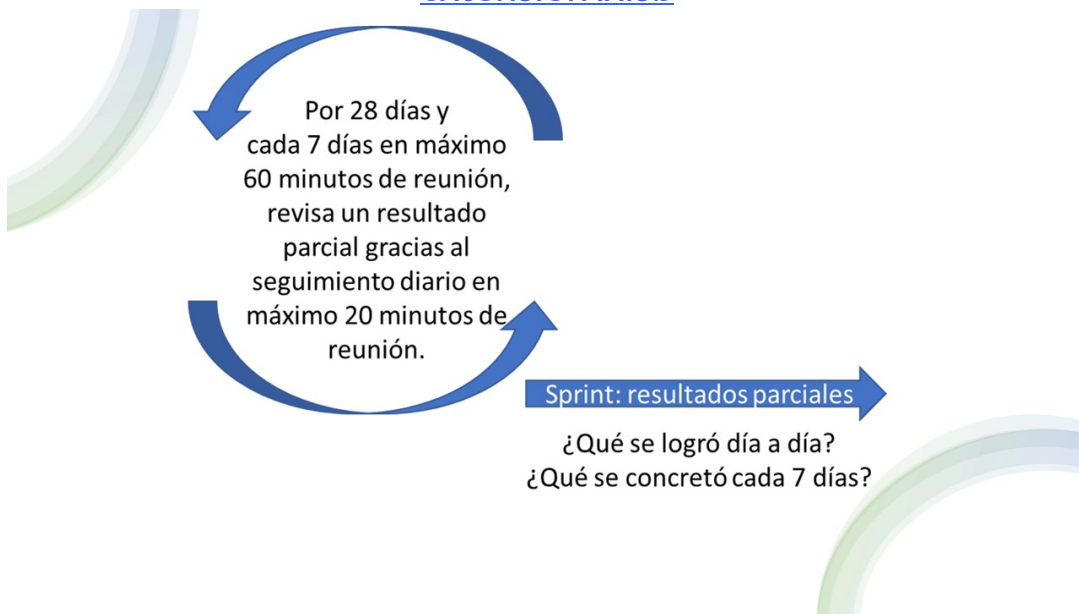 Por 28 días y
cada 7 días en máximo
60 minutos de reunión,
revisa un resultado
parcial gracias al
seguimiento diario en
máximo 20 minutos de
reunión.
Sprint: resultados parciales
¿Qué se logró día a día?
¿Qué se concretó cada 7 días?